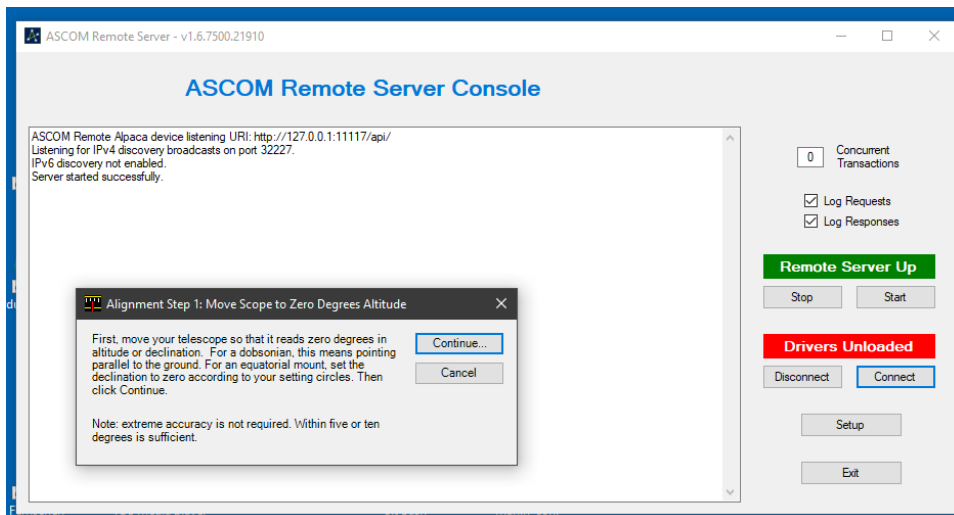 ASCOM Remote Server - v1.6.7500.21910
ASCOM Remote Server Console
ASCOM Remote Alpaca device listening URI: http://127.0.0.1:11117/api/
Listening for IPv4 discovery broadcasts on port 32227.
IPv6 discovery not enabled.
Server started successfully.
0
Concurrent
Transactions
Log Requests
Log Responses
Remote Server Up
Stop
Start
Drivers Unloaded
Disconnect
Connect
Setup
Exit
Alignment Step 1: Move Scope to Zero Degrees Altitude
First, move your telescope so that it reads zero degrees in
altitude or declination. For a dobsonian, this means pointing
parallel to the ground. For an equatorial mount, set the
declination to zero according to your setting circles. Then
click Continue.
Note: extreme accuracy is not required. Within five or ten
degrees is sufficient.
Continue...
Cancel